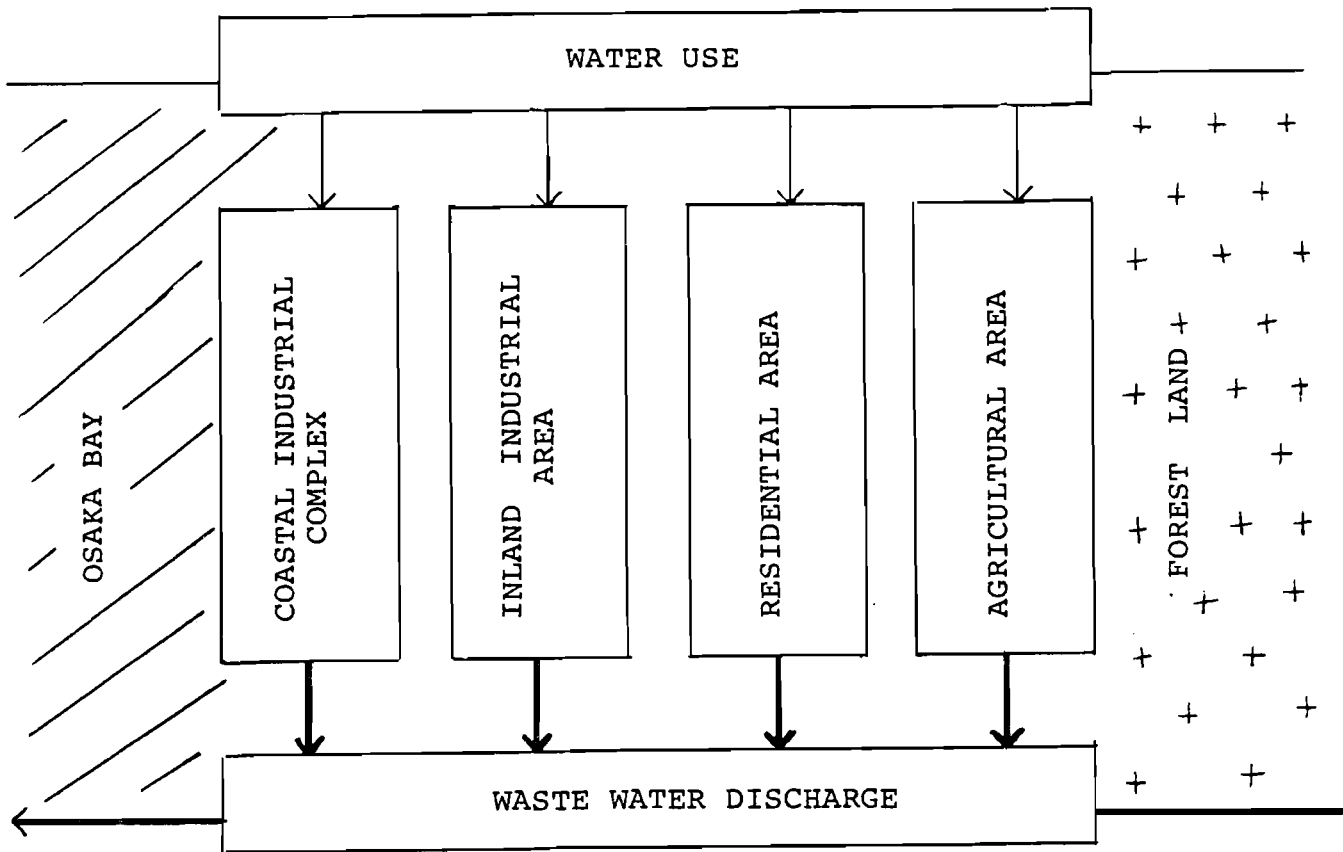 WATER USE
OSAKA BAY
COASTAL INDUSTRIAL
COMPLEX
INLAND INDUSTRIAL
AREA
RESIDENTIAL AREA
AGRICULTURAL AREA
FOREST LAND
WASTE WATER DISCHARGE